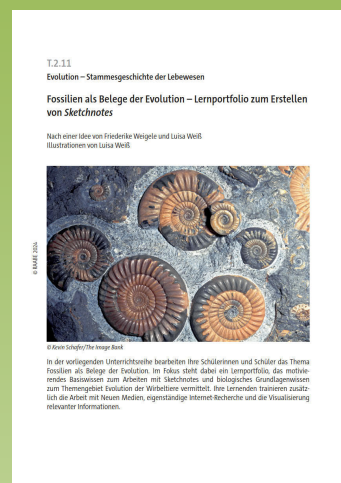 T.2.11
Evolution – Stammesgeschichte der Lebewesen
Fossilien als Belege der Evolution – Lernportfolio zum Erstellen
von Sketchnotes
Nach einer Idee von Friederike Weigele und Luisa Weiß
Illustrationen von Luisa Weiß
© RAABE 2024
© Kevin Schafer/The Image Bank
In der vorliegenden Unterrichtsreihe bearbeiten Ihre Schülerinnen und Schüler das Thema
Fossilien als Belege der Evolution. Im Fokus steht dabei ein Lernportfolio, das motivie-
rendes Basiswissen zum Arbeiten mit Sketchnotes und biologisches Grundlagenwissen
zum Themengebiet Evolution der Wirbeltiere vermittelt. Ihre Lernenden trainieren zusätz-
lich die Arbeit mit Neuen Medien, eigenständige Internet-Recherche und die Visualisierung
relevanter Informationen.